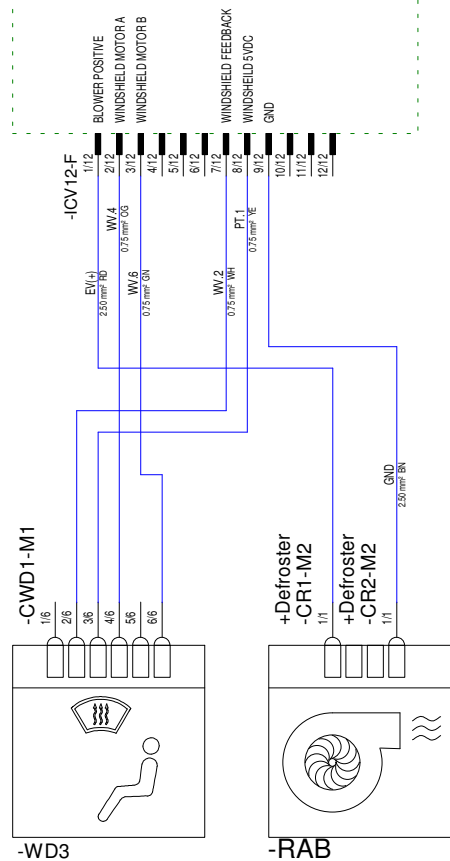 BLOWER POSITIVE
WINDSHIELD MOTOR A
WINDSHIELD MOTOR B
WINDSHIELD FEEDBACK
WINDSHEILD 5VDC
GND
-ICV12-F
1/12
2/12
3/12
4/12
5/12
6/12
7/12
8/12
9/12
10/12
11/12
12/12
EV(+)
2.50 mm² RD
WV.4
0.75 mm² OG
WV.6
0.75 mm² GN
WV.2
0.75 mm² WH
PT.1
0.75 mm² YE
GND
2.50 mm² BN
-CWD1-M1
1/6
2/6
3/6
4/6
5/6
6/6
+Defroster
-CR1-M2
1/1
+Defroster
-CR2-M2
1/1
-WD3
-RAB